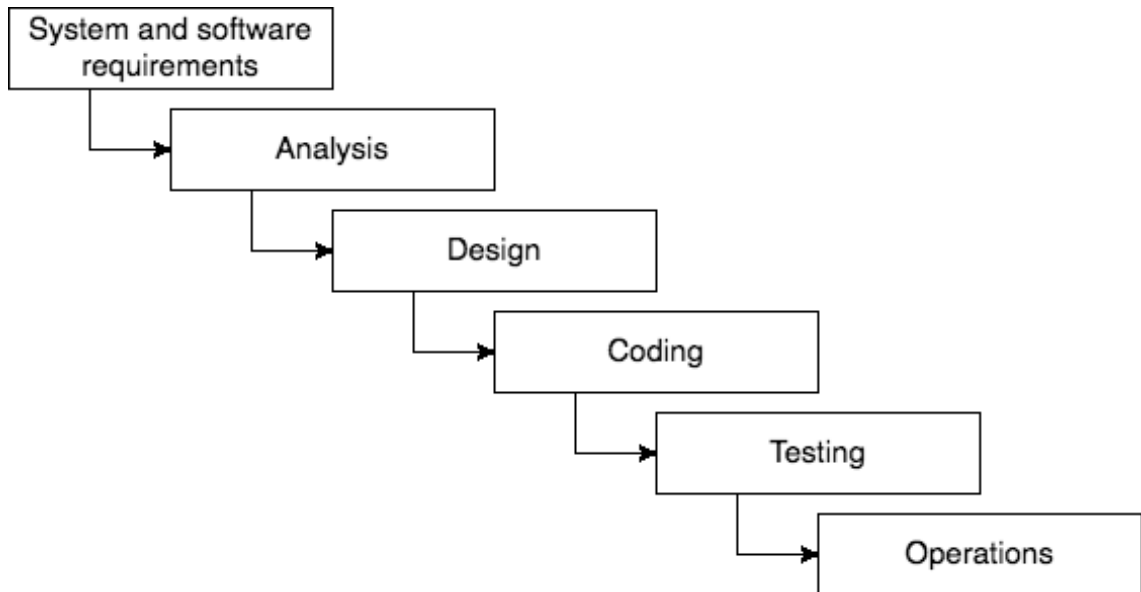 System and software
requirements
Analysis
Design
Coding
Testing
Operations